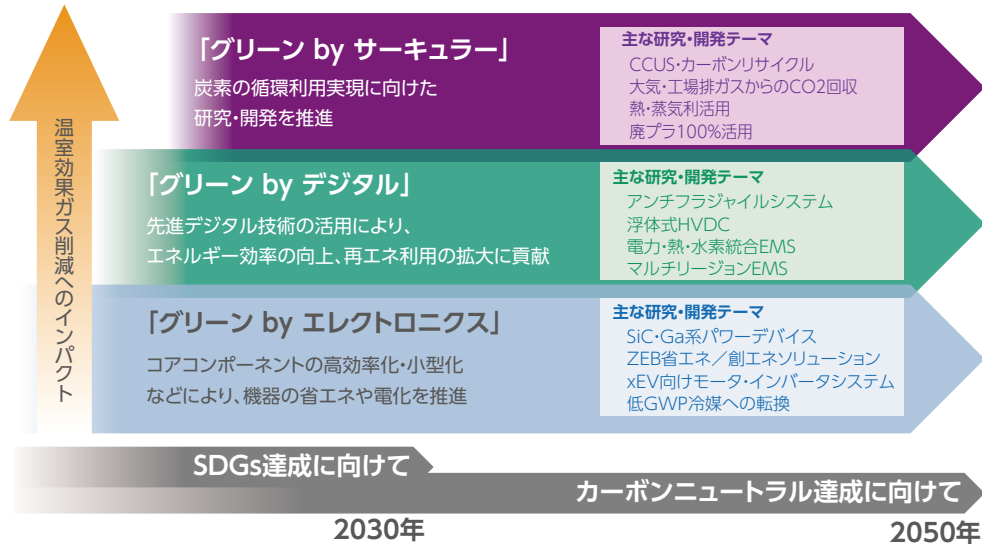 温室効果ガス削減へのインパクト
「グリーン by サーキュラー」
炭素の循環利用実現に向けた
研究・開発を推進
主な研究・開発テーマ
CCUS・カーボンリサイクル
大気・工場排ガスからのCO2回収
熱・蒸気利活用
廃プラ100%活用
「グリーン by デジタル」
先進デジタル技術の活用により、
エネルギー効率の向上、再エネ利用の拡大に貢献
主な研究・開発テーマ
アンチフラジャイルシステム
浮体式HVDC
電力・熱・水素統合EMS
マルチリージョンEMS
「グリーン by エレクトロニクス」
コアコンポーネントの高効率化・小型化
などにより、機器の省エネや電化を推進
主な研究・開発テーマ
SiC・Ga系パワーデバイス
ZEB省エネ／創エネソリューション
xEV向けモータ・インバータシステム
低GWP冷媒への転換
SDGs達成に向けて
カーボンニュートラル達成に向けて
2030年
2050年